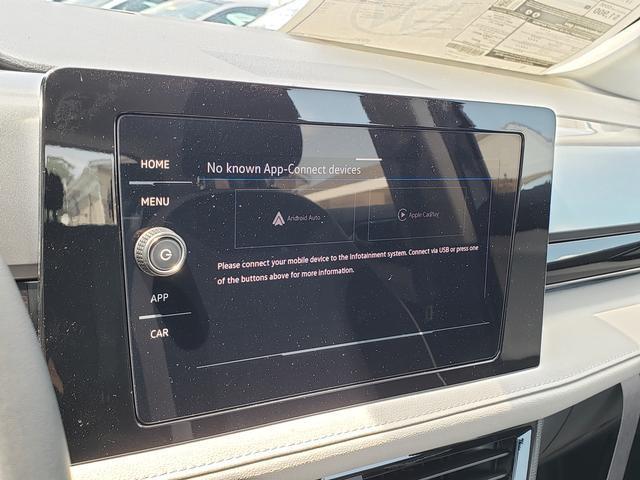 HOME
MENU
APP
CAR
No known App-Connect devices
Android Auto
Apple CarPlay
Please connect your mobile device to the Infotainment system. Connect via USB or press one
of the buttons above for more information.